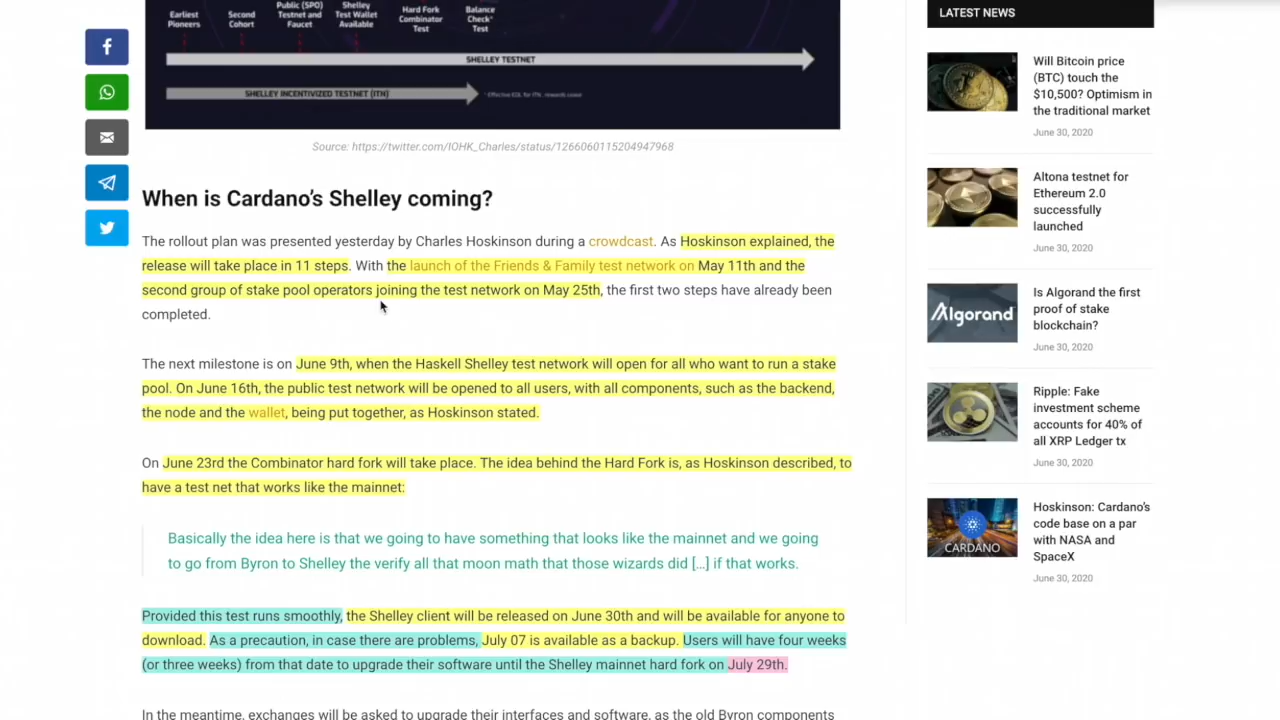 Earliest
Pioneers
Second
Cohort
Public (SPO)
Testnet and
Faucet
Shelley
Test Wallet
Available
Hard Fork
Combinator
Test
Balance
Check*
Test
SHELLEY TESTNET
SHELLEY INCENTIVIZED TESTNET (ITN)
* Effective EOL for ITN, rewards cease
Source: https://twitter.com/IOHK_Charles/status/1266060115204947968
When is Cardano's Shelley coming?
The rollout plan was presented yesterday by Charles Hoskinson during a crowdcast. As Hoskinson explained, the
release will take place in 11 steps. With the launch of the Friends & Family test network on May 11th and the
second group of stake pool operators joining the test network on May 25th, the first two steps have already been
completed.
The next milestone is on June 9th, when the Haskell Shelley test network will open for all who want to run a stake
pool. On June 16th, the public test network will be opened to all users, with all components, such as the backend,
the node and the wallet, being put together, as Hoskinson stated.
On June 23rd the Combinator hard fork will take place. The idea behind the Hard Fork is, as Hoskinson described, to
have a test net that works like the mainnet:
Basically the idea here is that we going to have something that looks like the mainnet and we going
to go from Byron to Shelley the verify all that moon math that those wizards did [...] if that works.
Provided this test runs smoothly, the Shelley client will be released on June 30th and will be available for anyone to
download. As a precaution, in case there are problems, July 07 is available as a backup. Users will have four weeks
(or three weeks) from that date to upgrade their software until the Shelley mainnet hard fork on July 29th.
In the meantime, exchanges will be asked to upgrade their interfaces and software, as the old Byron components
LATEST NEWS
Will Bitcoin price
(BTC) touch the
$10,500? Optimism in
the traditional market
June 30, 2020
Altona testnet for
Ethereum 2.0
successfully
launched
June 30, 2020
Algorand
Is Algorand the first
proof of stake
blockchain?
June 30, 2020
Ripple: Fake
investment scheme
accounts for 40% of
all XRP Ledger tx
June 30, 2020
CARDANO
Hoskinson: Cardano's
code base on a par
with NASA and
SpaceX
June 30, 2020